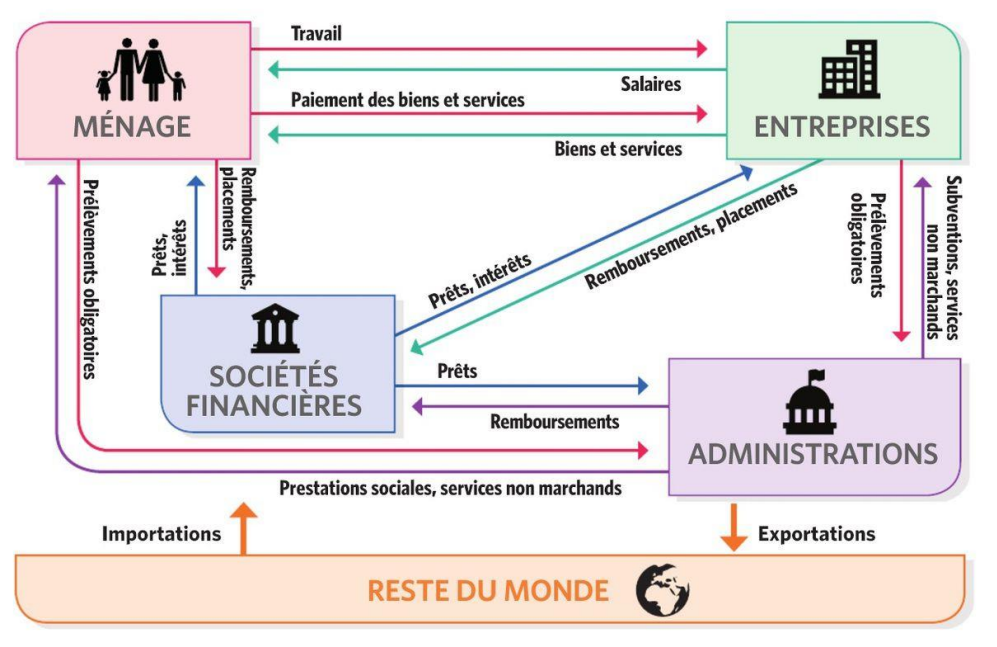 Travail
Salaires
Paiement des biens et services
Biens et services
MÉNAGE
ENTREPRISES
Prélèvements obligatoires
Prêts,
intérêts
Remboursements,
placements
Prêts, intérêts
Remboursements, placements
Prélèvements
obligatoires
Subventions, services
non marchands
SOCIÉTÉS
FINANCIÈRES
Prêts
Remboursements
ADMINISTRATIONS
Prestations sociales, services non marchands
Importations
Exportations
RESTE DU MONDE